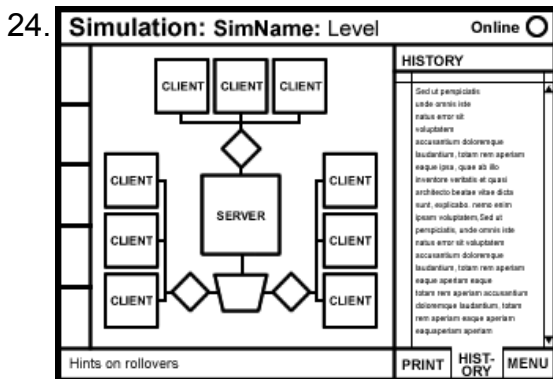 24.
Simulation: SimName: Level
Online
HISTORY
CLIENT CLIENT CLIENT
CLIENT
CLIENT
CLIENT
SERVER
CLIENT
CLIENT
CLIENT
Sed ut perspiciatis
unde omnis iste
natus error sit
voluptatem
accusantium doloremque
laudantium, totam rem aperiam
eaque ipsa, quae ab illo
inventore veritatis et quasi
architecto beatae vitae dicta
sunt, explicabo. nemo enim
ipsam voluptatem, Sed ut
perspiciatis, unde omnis iste
natus error sit voluptatem
accusantium doloremque
laudantium, totam rem aperiam
eaque aperiam eaque
totam rem aperiam accusantium
doloremque laudantium, totam
rem aperiam eaque aperiam
eaqueaperiam aperiam
Hints on rollovers
PRINT
HIST-
ORY
MENU